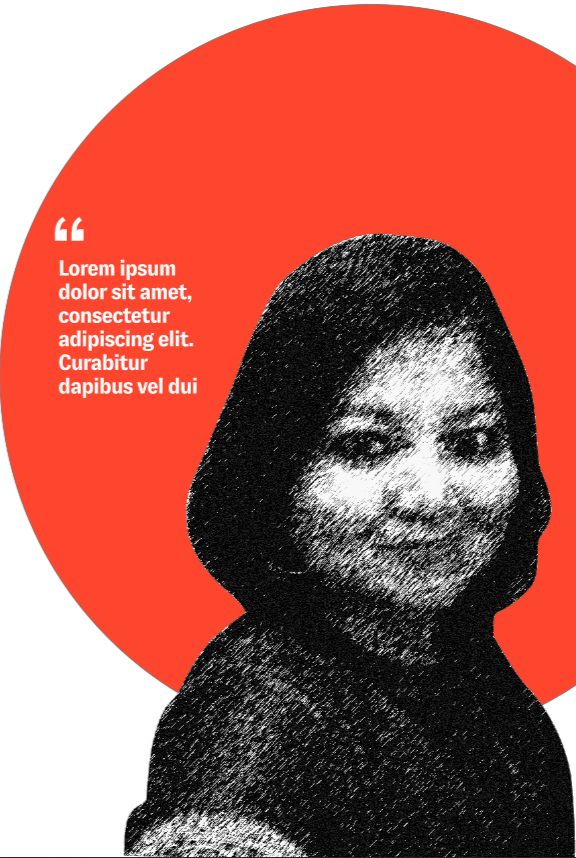 “
Lorem ipsum
dolor sit amet,
consectetur
adipiscing elit.
Curabitur
dapibus vel dui